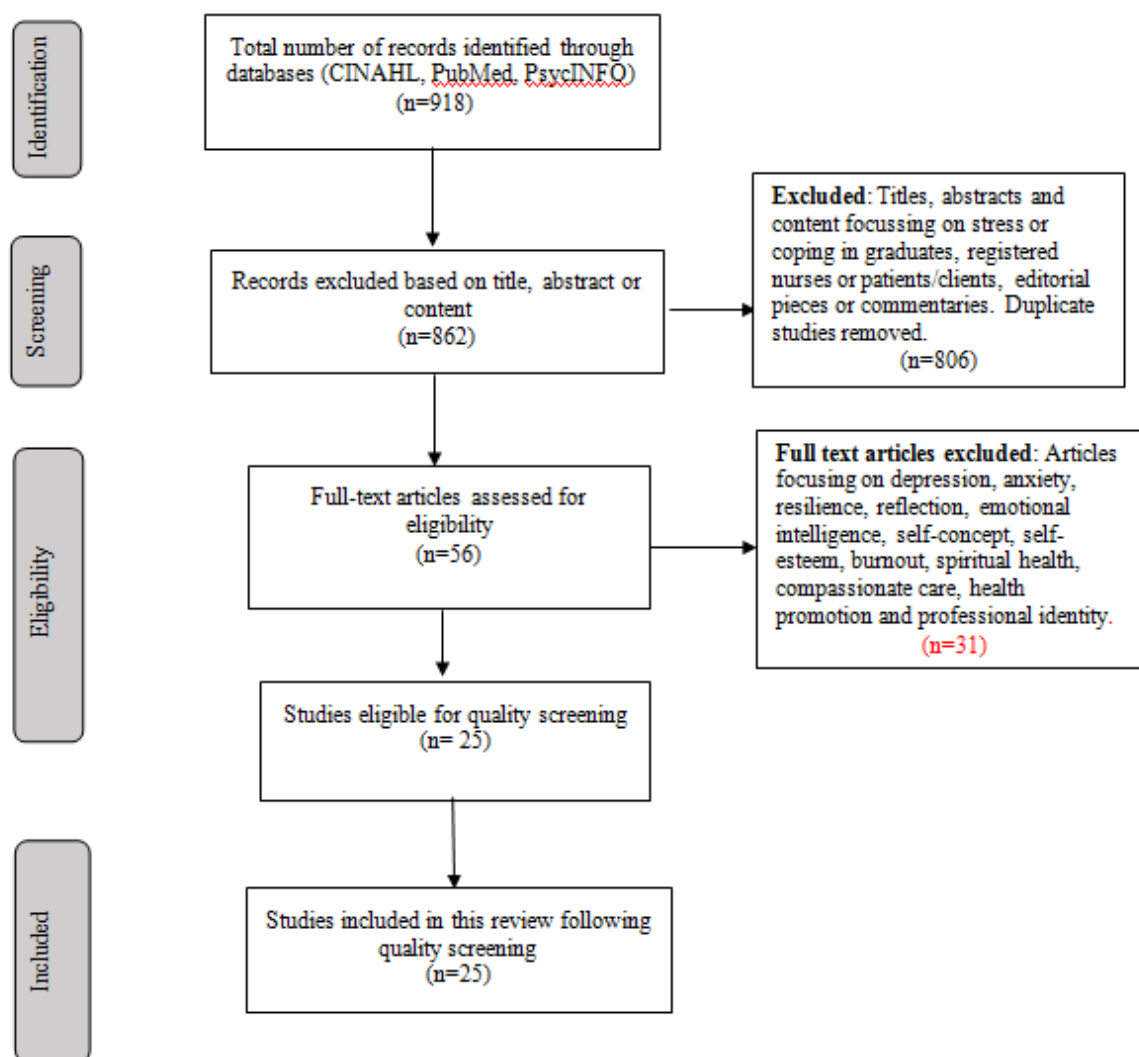 Identification
Total number of records identified through
databases (CINAHL, PubMed, PsycINFO)
(n=918)
Screening
Records excluded based on title, abstract or
content
(n=862)
Excluded: Titles, abstracts and
content focussing on stress or
coping in graduates, registered
nurses or patients/clients, editorial
pieces or commentaries. Duplicate
studies removed.
(n=806)
Eligibility
Full-text articles assessed for
eligibility
(n=56)
Full text articles excluded: Articles
focusing on depression, anxiety,
resilience, reflection, emotional
intelligence, self-concept, self-
esteem, burnout, spiritual health,
compassionate care, health
promotion and professional identity.
(n=31)
Studies eligible for quality screening
(n= 25)
Included
Studies included in this review following
quality screening
(n=25)